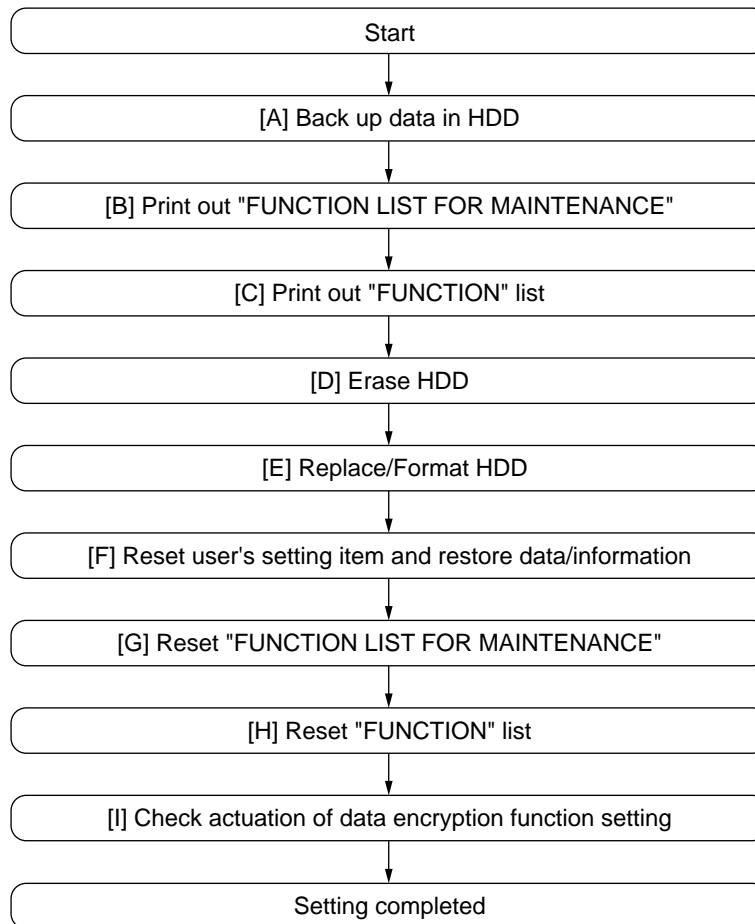 Start
[A] Back up data in HDD
[B] Print out "FUNCTION LIST FOR MAINTENANCE"
[C] Print out "FUNCTION" list
[D] Erase HDD
[E] Replace/Format HDD
[F] Reset user's setting item and restore data/information
[G] Reset "FUNCTION LIST FOR MAINTENANCE"
[H] Reset "FUNCTION" list
[I] Check actuation of data encryption function setting
Setting completed